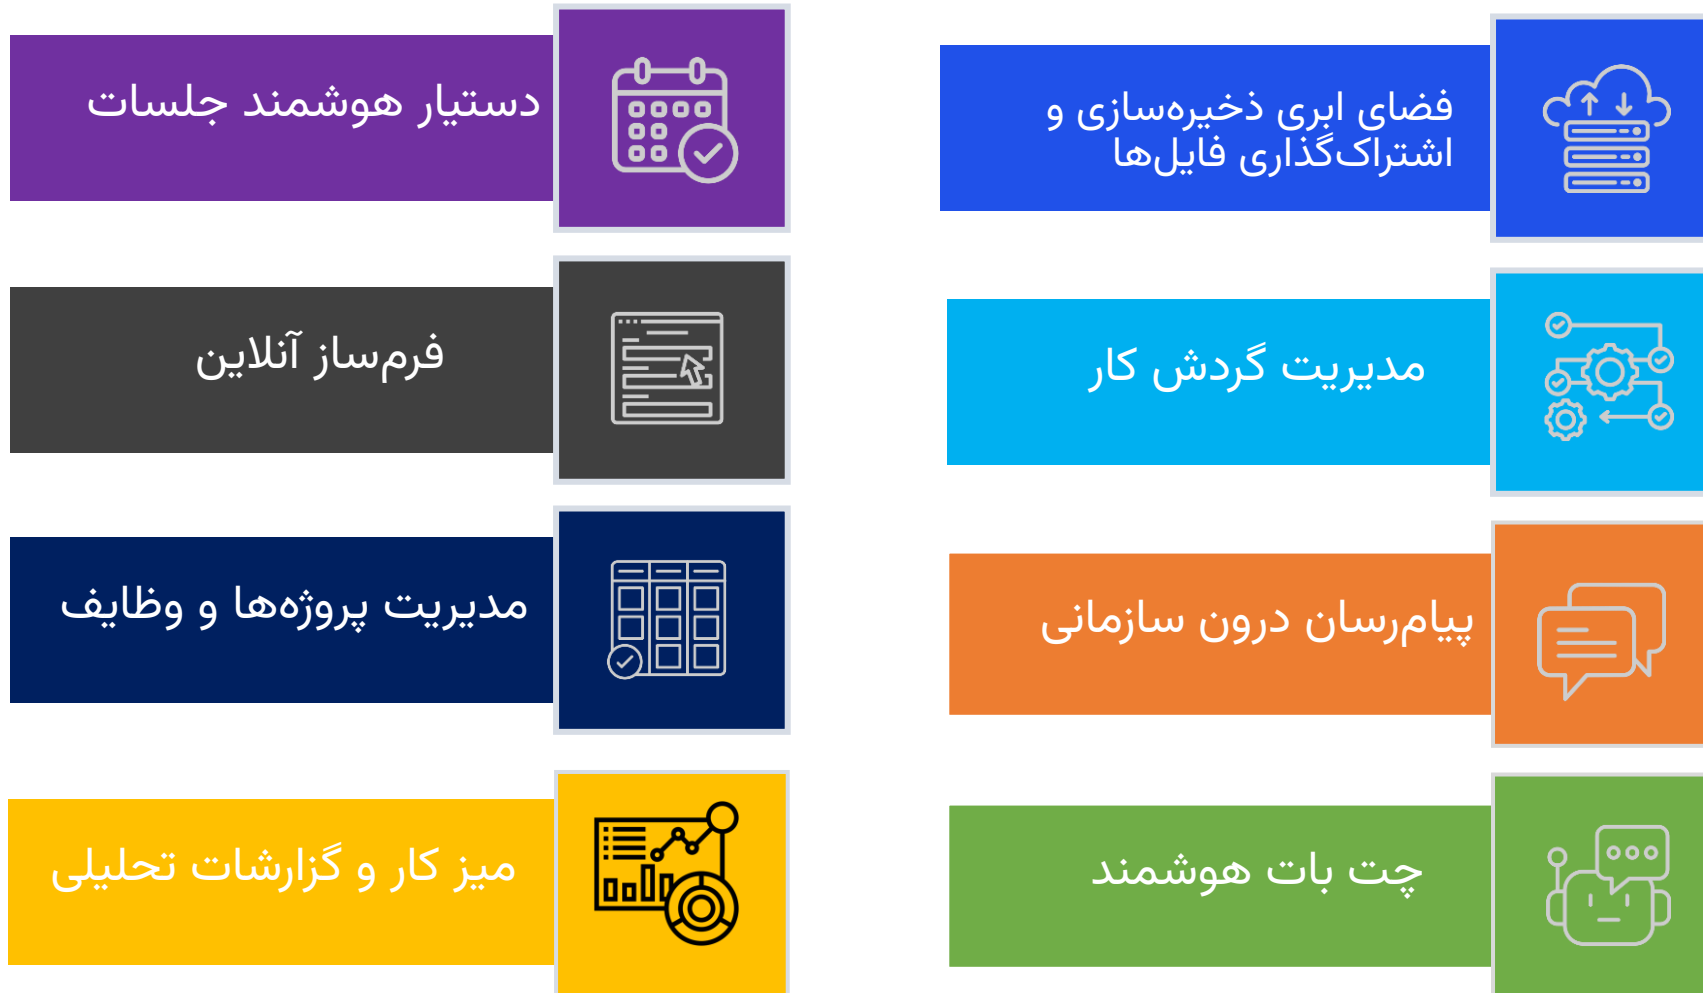 فضای ابری ذخیره‌سازی و
اشتراک‌گذاری فایل‌ها
دستیار هوشمند جلسات
مدیریت گردش کار
فرم‌ساز آنلاین
پیام‌رسان درون سازمانی
مدیریت پروژه‌ها و وظایف
چت بات هوشمند
میز کار و گزارشات تحلیلی